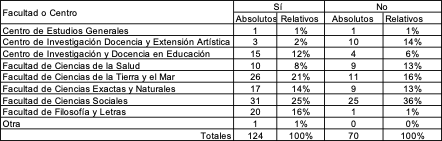 Facultad o Centro Sí No
Absolutos Relativos Absolutos Relativos
Centro de Estudios Generales 1 1% 1 1%
Centro de Investigación Docencia y Extensión Artística 3 2% 10 14%
Centro de Investigación y Docencia en Educación 15 12% 4 6%
Facultad de Ciencias de la Salud 10 8% 9 13%
Facultad de Ciencias de la Tierra y el Mar 26 21% 11 16%
Facultad de Ciencias Exactas y Naturales 17 14% 9 13%
Facultad de Ciencias Sociales 31 25% 25 36%
Facultad de Filosofía y Letras 20 16% 1 1%
Otra 1 1% 0 0%
Totales 124 100% 70 100%